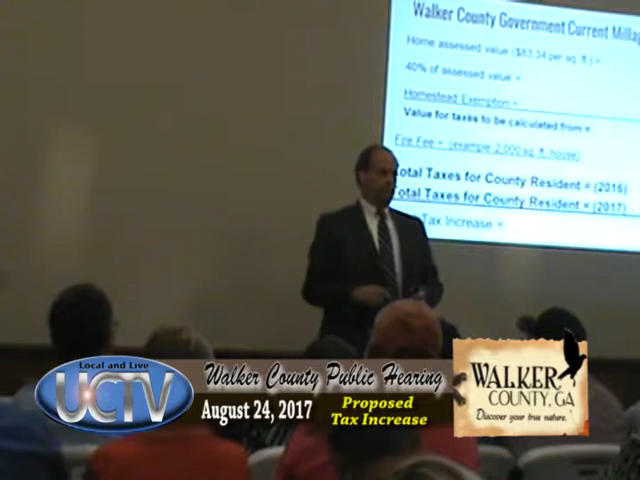 Walker County Government Current Millag
Home assessed value ($83.34 per sq. ft.) =
40% of assessed value =
Homestead Exemption =
Value for taxes to be calculated from =
Fire Fee = (example 2,000 sq. ft. house)
otal Taxes for County Resident = (2016)
otal Taxes for County Resident = (2017)
Tax Increase =
Local and Live
UCTV
Walker County Public Hearing
August 24, 2017
Proposed
Tax Increase
WALKER
COUNTY, GA
Discover your true nature.